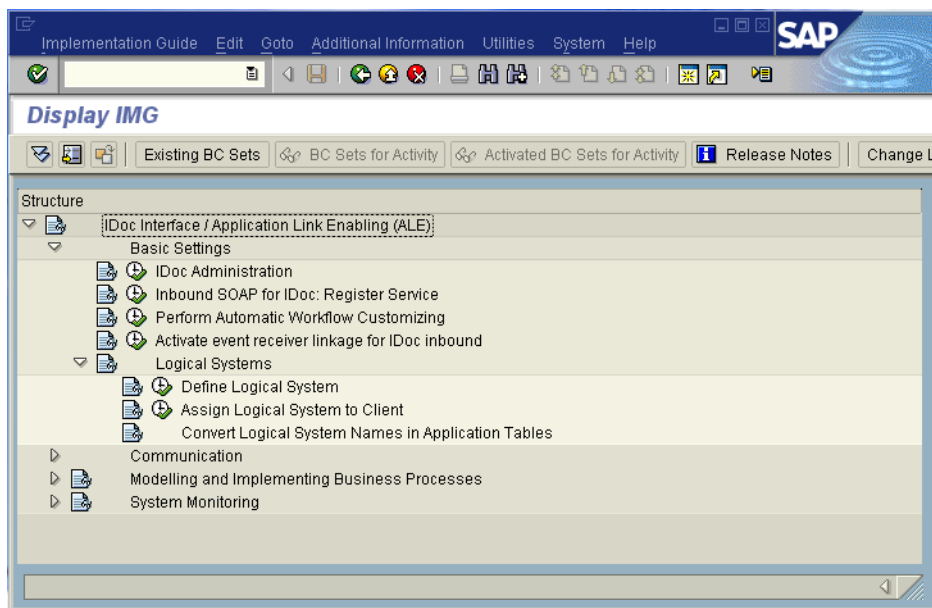 Implementation Guide Edit Goto Additional Information Utilities System Help
SAP
Display IMG
Existing BC Sets BC Sets for Activity Activated BC Sets for Activity Release Notes Change L
Structure
IDoc Interface / Application Link Enabling (ALE)
Basic Settings
IDoc Administration
Inbound SOAP for IDoc: Register Service
Perform Automatic Workflow Customizing
Activate event receiver linkage for IDoc inbound
Logical Systems
Define Logical System
Assign Logical System to Client
Convert Logical System Names in Application Tables
Communication
Modelling and Implementing Business Processes
System Monitoring